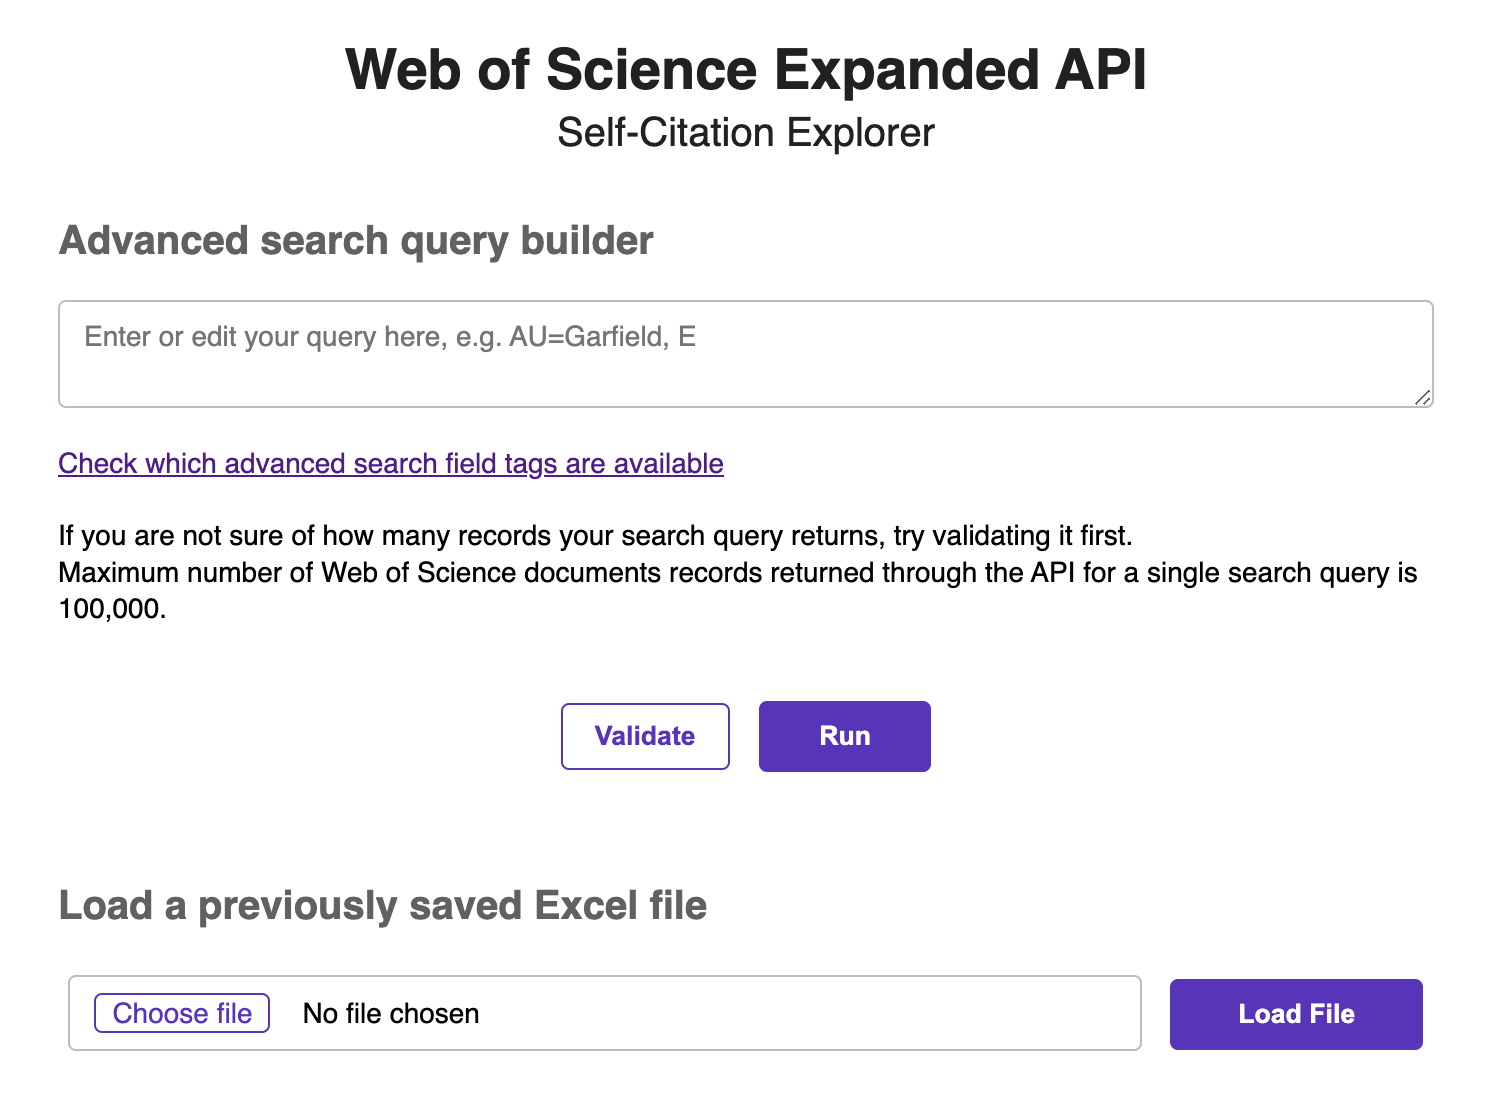 Web of Science Expanded API
Self-Citation Explorer
Advanced search query builder
Enter or edit your query here, e.g. AU=Garfield, E
Check which advanced search field tags are available
If you are not sure of how many records your search query returns, try validating it first.
Maximum number of Web of Science documents records returned through the API for a single search query is
100,000.
Validate Run
Load a previously saved Excel file
Choose file No file chosen Load File